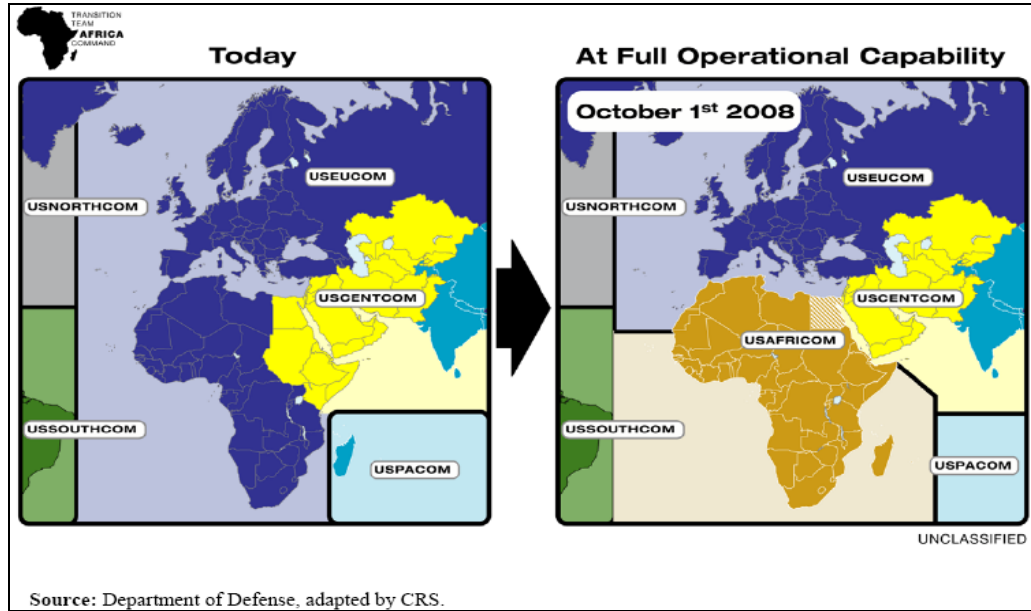 TRANSITION
TEAM
AFRICA
COMMAND
Today
USEUCOM
USNORTHCOM
USCENTCOM
USSOUTHCOM
USPACOM
At Full Operational Capability
October 1st 2008
USEUCOM
USNORTHCOM
USCENTCOM
USAFRICOM
USSOUTHCOM
USPACOM
UNCLASSIFIED
Source: Department of Defense, adapted by CRS.